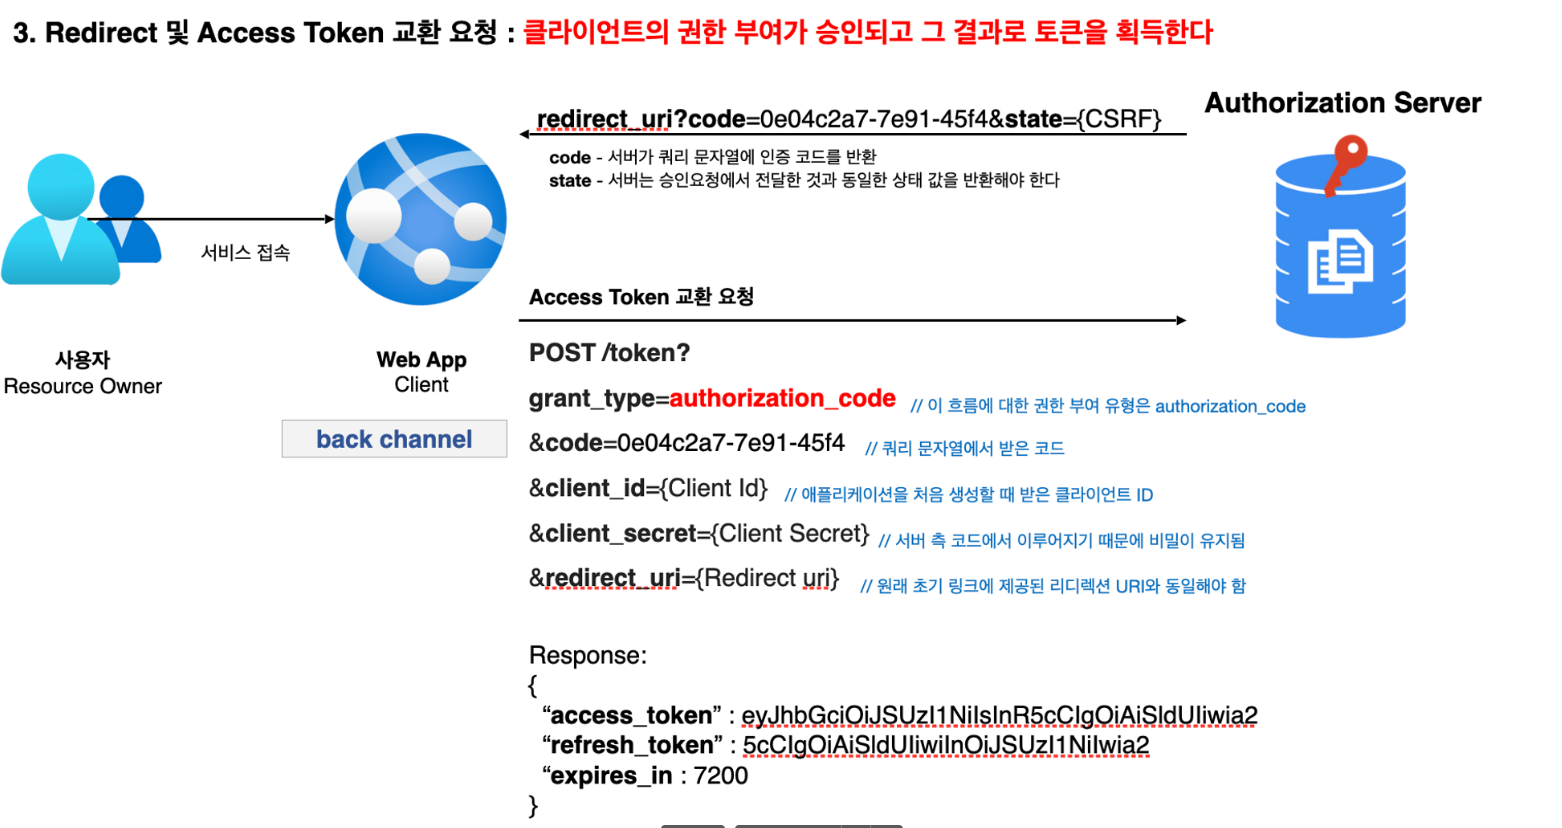 3. Redirect 및 Access Token 교환 요청 : 클라이언트의 권한 부여가 승인되고 그 결과로 토큰을 획득한다
Authorization Server
redirect_uri?code=0e04c2a7-7e91-45f4&state={CSRF}
code - 서버가 쿼리 문자열에 인증 코드를 반환
state - 서버는 승인요청에서 전달한 것과 동일한 상태 값을 반환해야 한다
서비스 접속
Access Token 교환 요청
사용자
Resource Owner
Web App
Client
back channel
POST /token?
grant_type=authorization_code // 이 흐름에 대한 권한 부여 유형은 authorization_code
&code=0e04c2a7-7e91-45f4 // 쿼리 문자열에서 받은 코드
&client_id={Client Id} // 애플리케이션을 처음 생성할 때 받은 클라이언트 ID
&client_secret={Client Secret} // 서버 측 코드에서 이루어지기 때문에 비밀이 유지됨
&redirect_uri={Redirect uri} // 원래 초기 링크에 제공된 리디렉션 URI와 동일해야 함
Response:
{
“access_token” : eyJhbGciOiJSUzI1NiIsInR5cCIgOiAiSldUIiwia2
“refresh_token” : 5cCIgOiAiSldUIiwiInOiJSUzI1NiIwia2
“expires_in : 7200
}